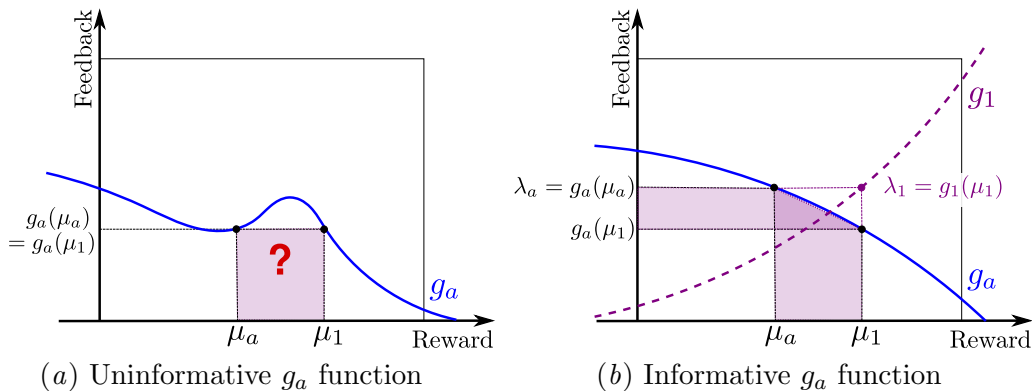 Feedback
g_a(μ_a)
= g_a(μ_1)
?
g_a
μ_a
μ_1
Reward
(a) Uninformative g_a function
Feedback
g_1
λ_a = g_a(μ_a)
λ_1 = g_1(μ_1)
g_a(μ_1)
g_a
μ_a
μ_1
Reward
(b) Informative g_a function